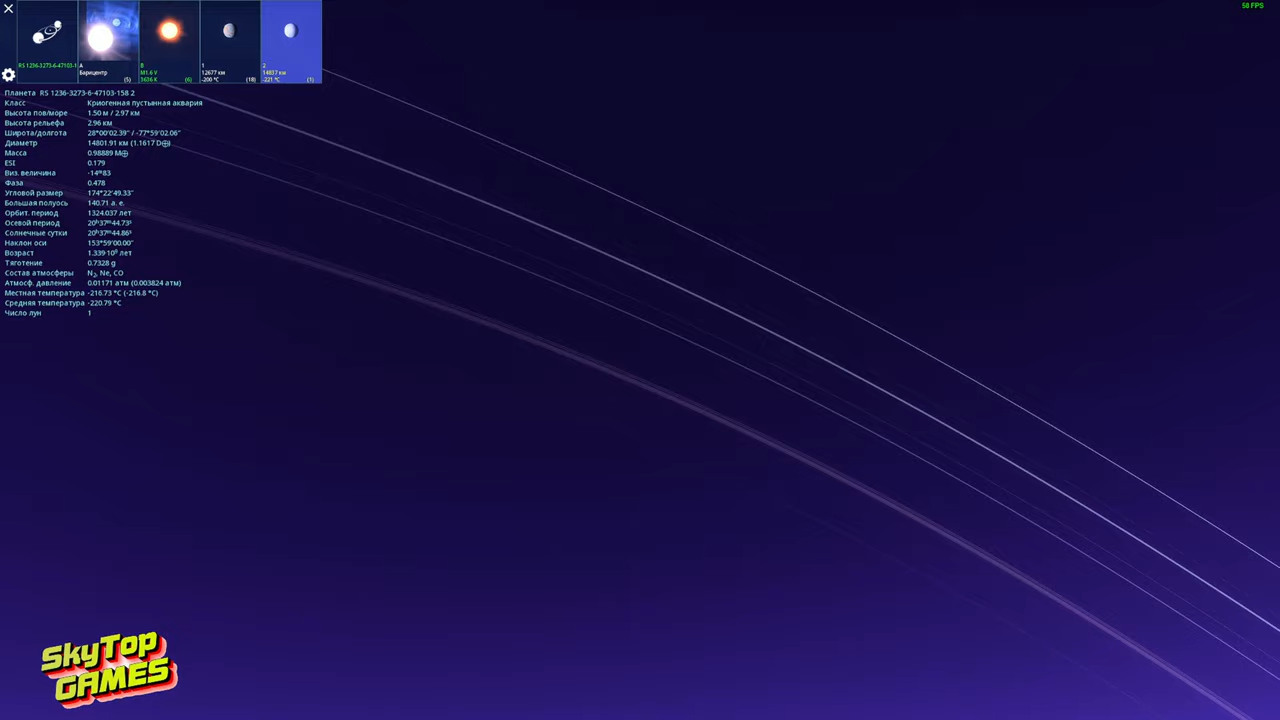 58 FPS
RS 1236-3273-6-47103-1
A
Барицентр
(5)
B
M1.6 V
3636 K
(6)
1
12677 км
-200 °C
(18)
2
14837 км
-221 °C
(1)
Планета RS 1236-3273-6-47103-158 2
Класс Криогенная пустынная аквария
Высота пов/море 1.50 м / 2.97 км
Высота рельефа 2.96 км
Широта/долгота 28°00'02.39" / -77°59'02.06"
Диаметр 14801.91 км (1.1617 D⊕)
Масса 0.98889 M⊕
ESI 0.179
Виз. величина -14ᵐ83
Фаза 0.478
Угловой размер 174°22'49.33"
Большая полуось 140.71 а. е.
Орбит. период 1324.037 лет
Осевой период 20ʰ37ᵐ44.73ˢ
Солнечные сутки 20ʰ37ᵐ44.86ˢ
Наклон оси 153°59'00.00"
Возраст 1.339·10⁹ лет
Тяготение 0.7328 g
Состав атмосферы N₂, Ne, CO
Атмосф. давление 0.01171 атм (0.003824 атм)
Местная температура -216.73 °C (-216.8 °C)
Средняя температура -220.79 °C
Число лун 1
SkyTop
GAMES